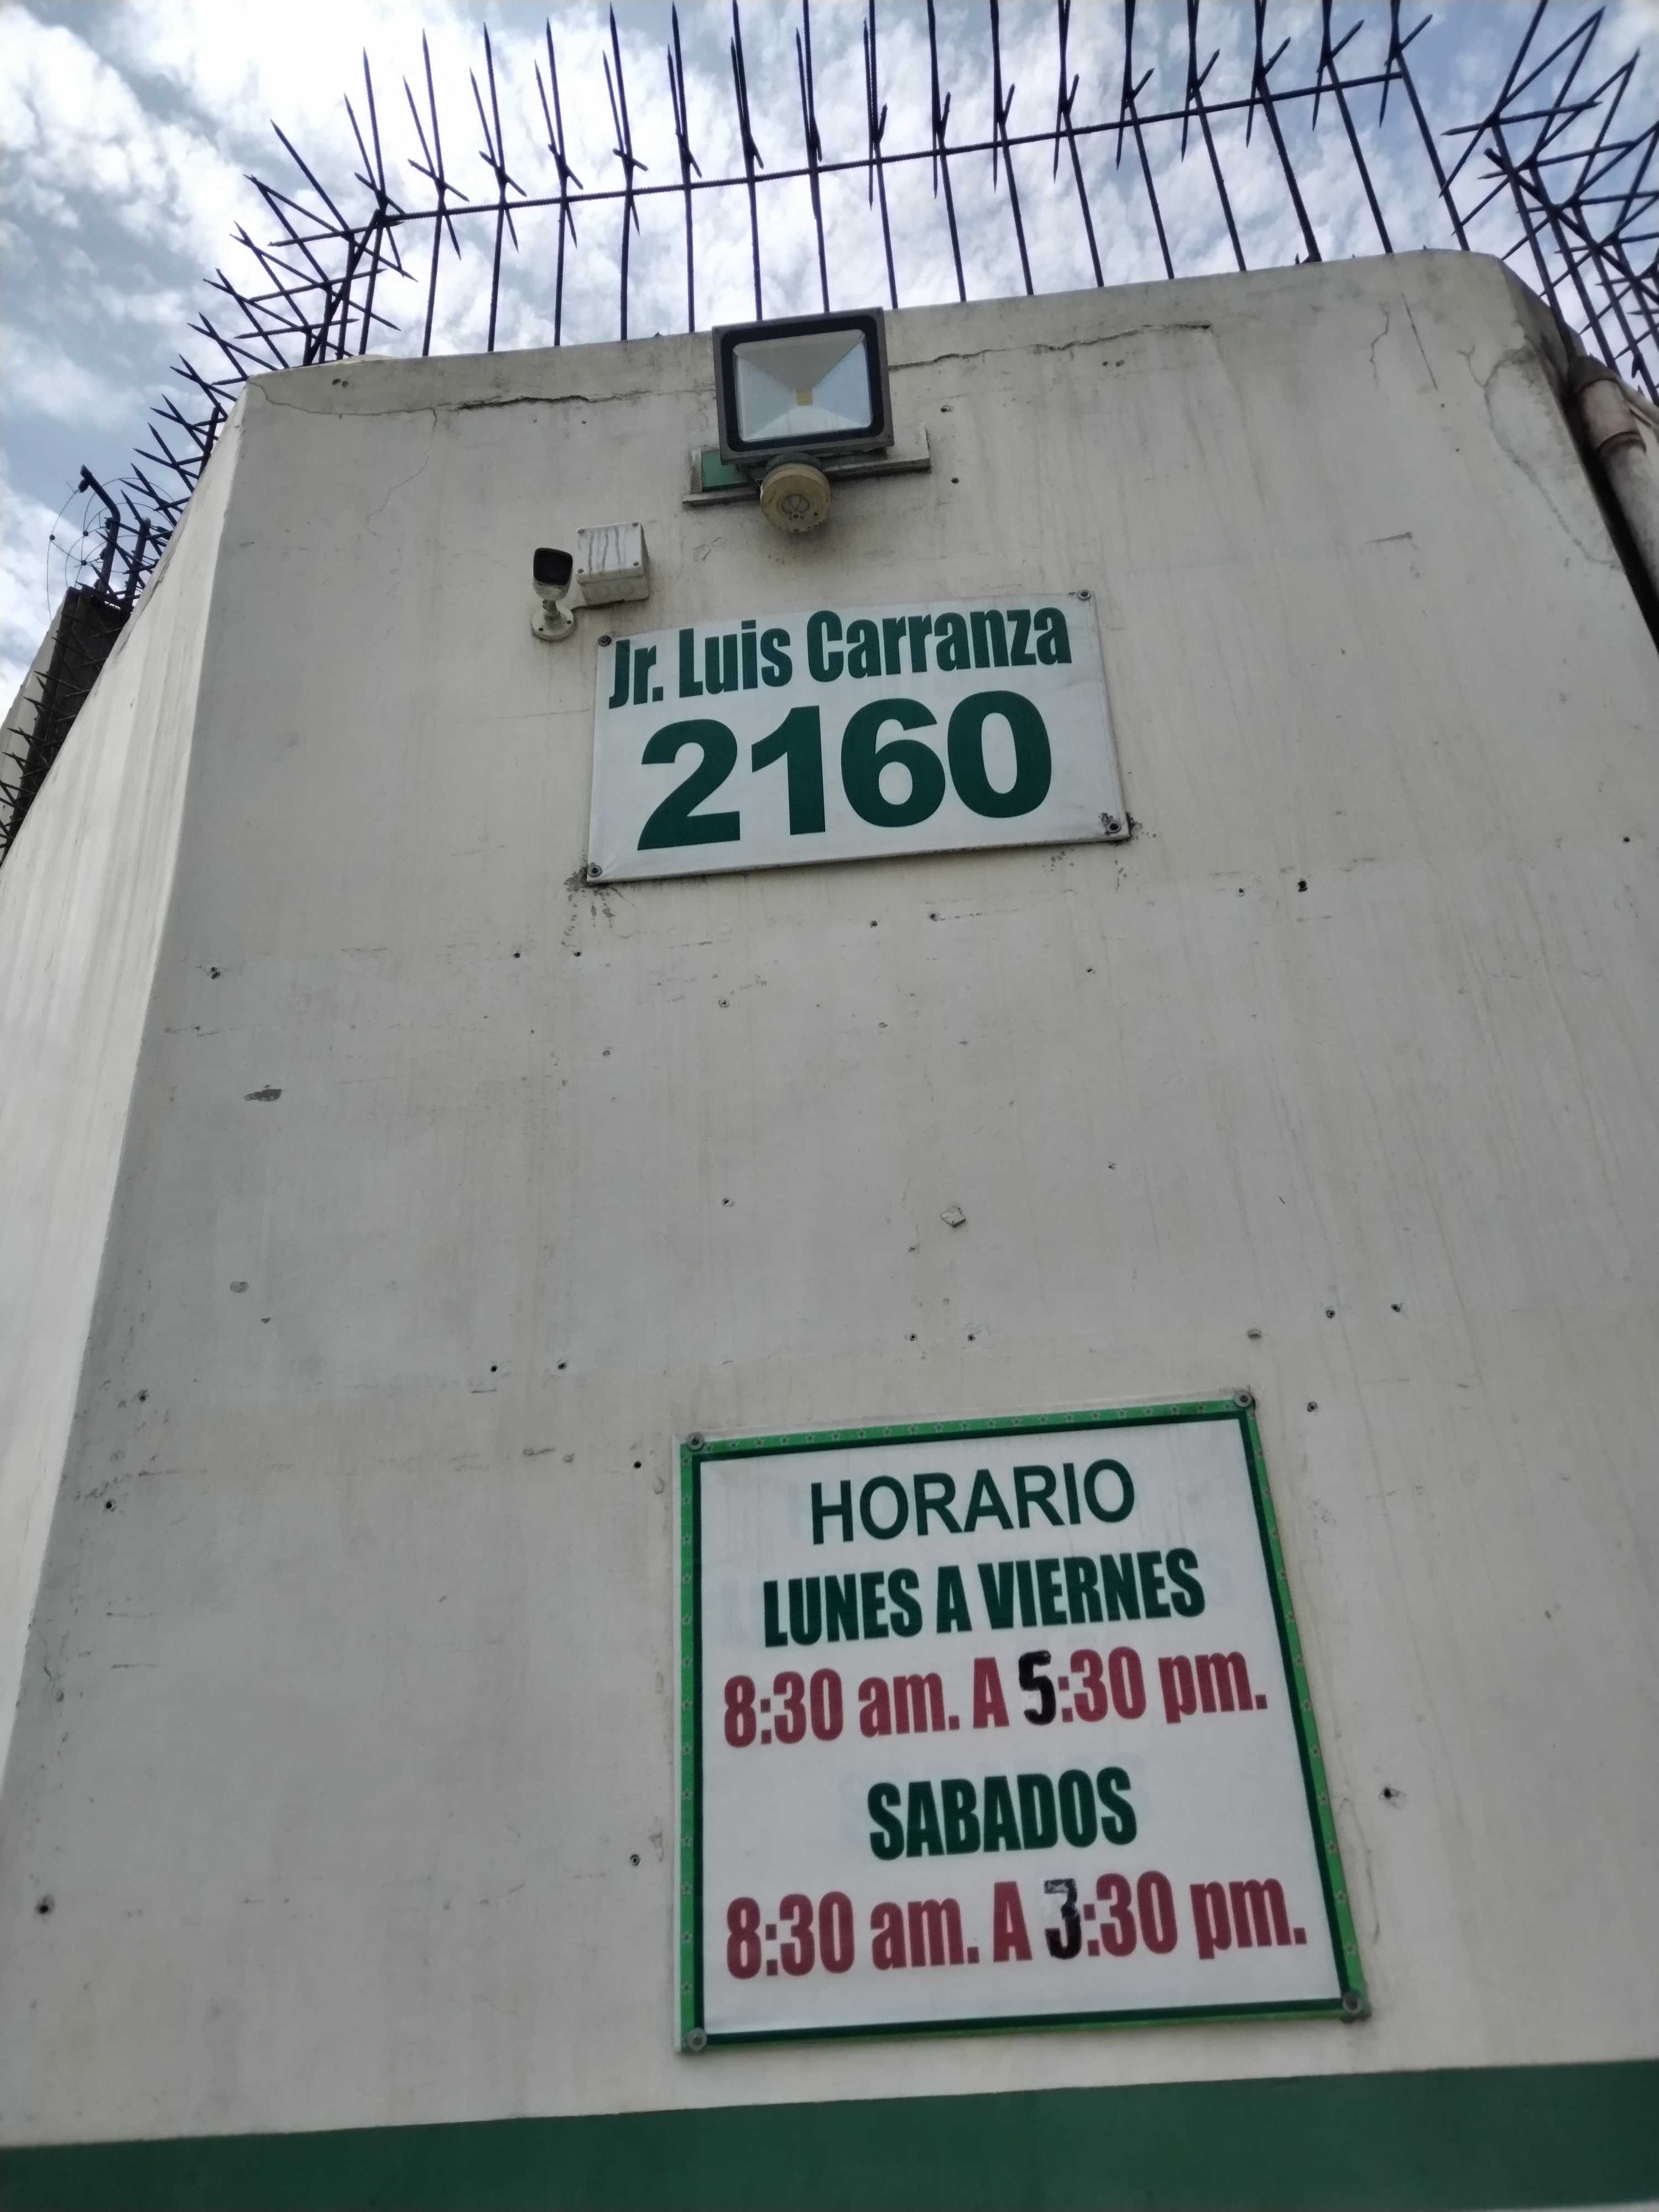 Jr. Luis Carranza
2160
HORARIO
LUNES A VIERNES
8:30 am. A 5:30 pm.
SABADOS
8:30 am. A 3:30 pm.